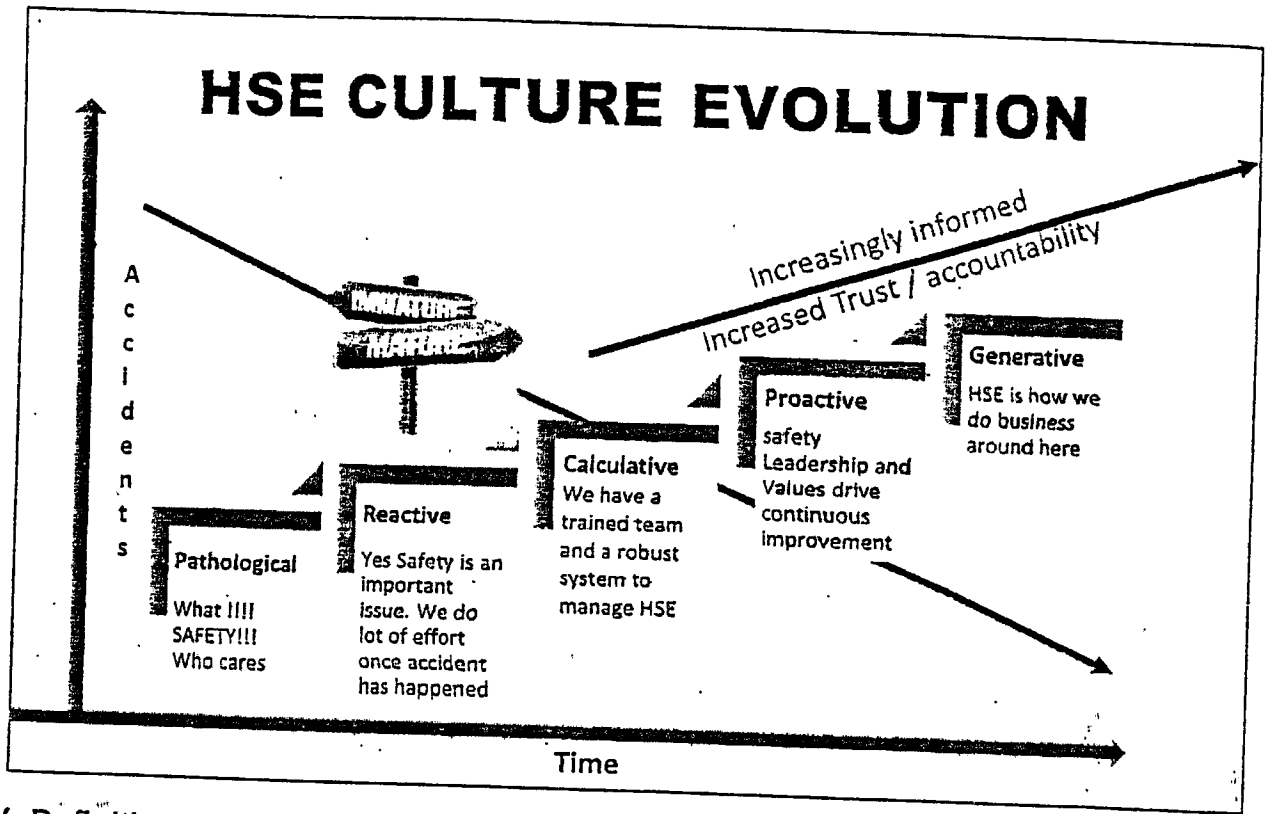 HSE CULTURE EVOLUTION
Accidents
IMMATURE
Increasingly informed
Increased Trust / accountability
Pathological
What !!!!
SAFETY!!!
Who cares
Reactive
Yes Safety is an
important
issue. We do
lot of effort
once accident
has happened
Calculative
We have a
trained team
and a robust
system to
manage HSE
Proactive
safety
Leadership and
Values drive
continuous
improvement
Generative
HSE is how we
do business
around here
Time